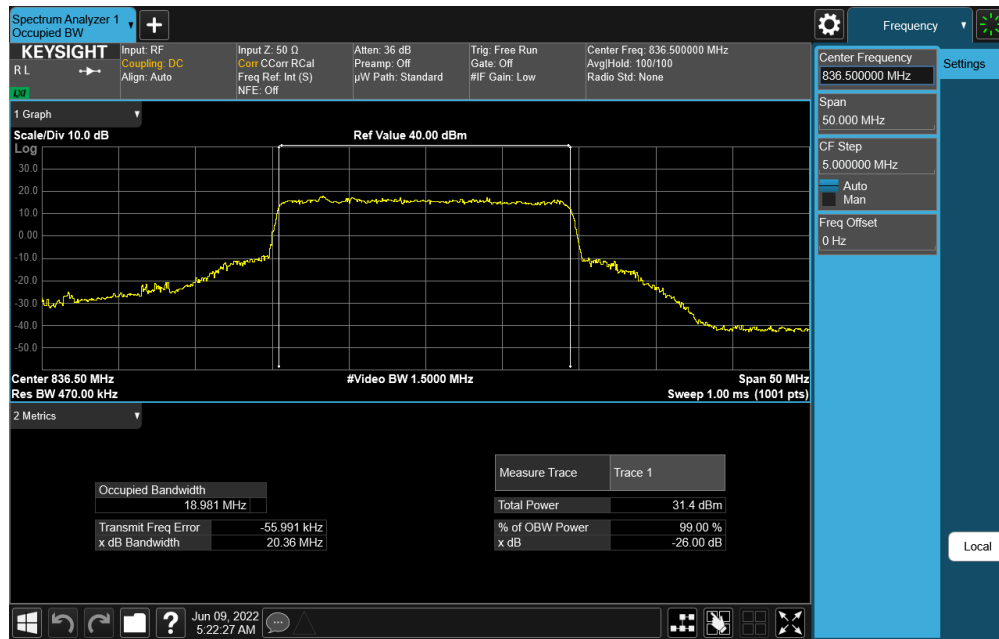 Spectrum Analyzer 1
Occupied BW
+
Frequency
KEYSIGHT
R L
LXI
Input: RF
Coupling: DC
Align: Auto
Input Z: 50 Ω
Corr CCorr RCal
Freq Ref: Int (S)
NFE: Off
Atten: 36 dB
Preamp: Off
µW Path: Standard
Trig: Free Run
Gate: Off
#IF Gain: Low
Center Freq: 836.500000 MHz
Avg|Hold: 100/100
Radio Std: None
Center Frequency
836.500000 MHz
Settings
Span
50.000 MHz
CF Step
5.000000 MHz
Auto
Man
Freq Offset
0 Hz
Local
1 Graph
Scale/Div 10.0 dB
Ref Value 40.00 dBm
Log
30.0
20.0
10.0
0.00
-10.0
-20.0
-30.0
-40.0
-50.0
Center 836.50 MHz
#Video BW 1.5000 MHz
Span 50 MHz
Res BW 470.00 kHz
Sweep 1.00 ms (1001 pts)
2 Metrics
Occupied Bandwidth
18.981 MHz
Transmit Freq Error -55.991 kHz
x dB Bandwidth 20.36 MHz
Measure Trace Trace 1
Total Power 31.4 dBm
% of OBW Power 99.00 %
x dB -26.00 dB
?
Jun 09, 2022
5:22:27 AM